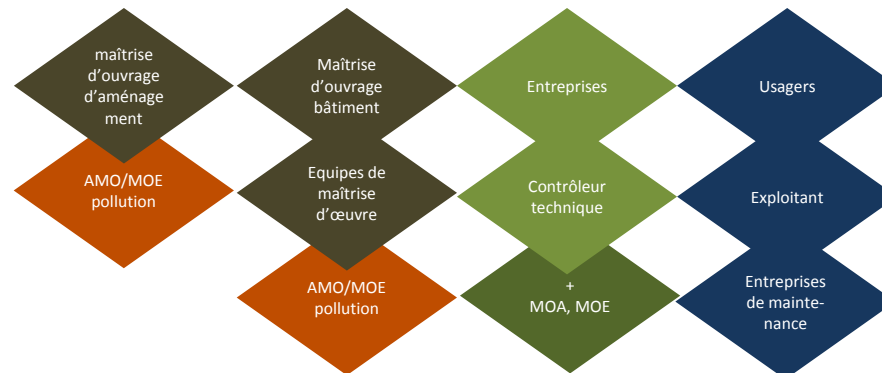 maîtrise
d'ouvrage
d'aménage
ment
AMO/MOE
pollution
Maîtrise
d'ouvrage
bâtiment
Equipes de
maîtrise
d'œuvre
AMO/MOE
pollution
Entreprises
Contrôleur
technique
+
MOA, MOE
Usagers
Exploitant
Entreprises
de mainte-
nance